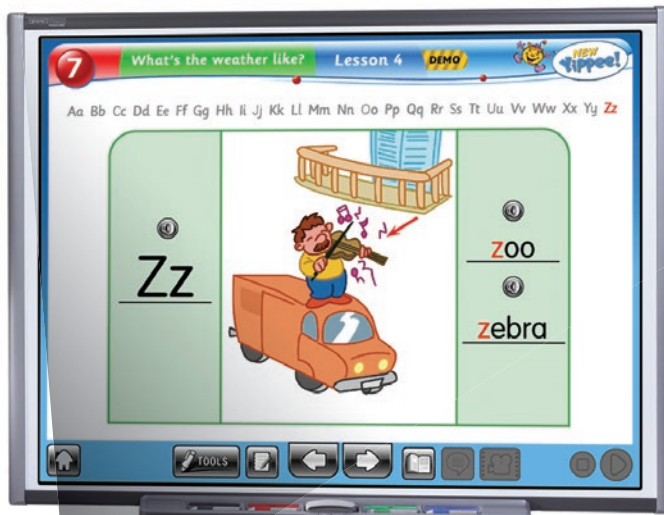 7 What's the weather like? Lesson 4 DEMO NEW Yippee!
Aa Bb Cc Dd Ee Ff Gg Hh Ii Jj Kk Ll Mm Nn Oo Pp Qq Rr Ss Tt Uu Vv Ww Xx Yy Zz
Zz
zoo
zebra
TOOLS